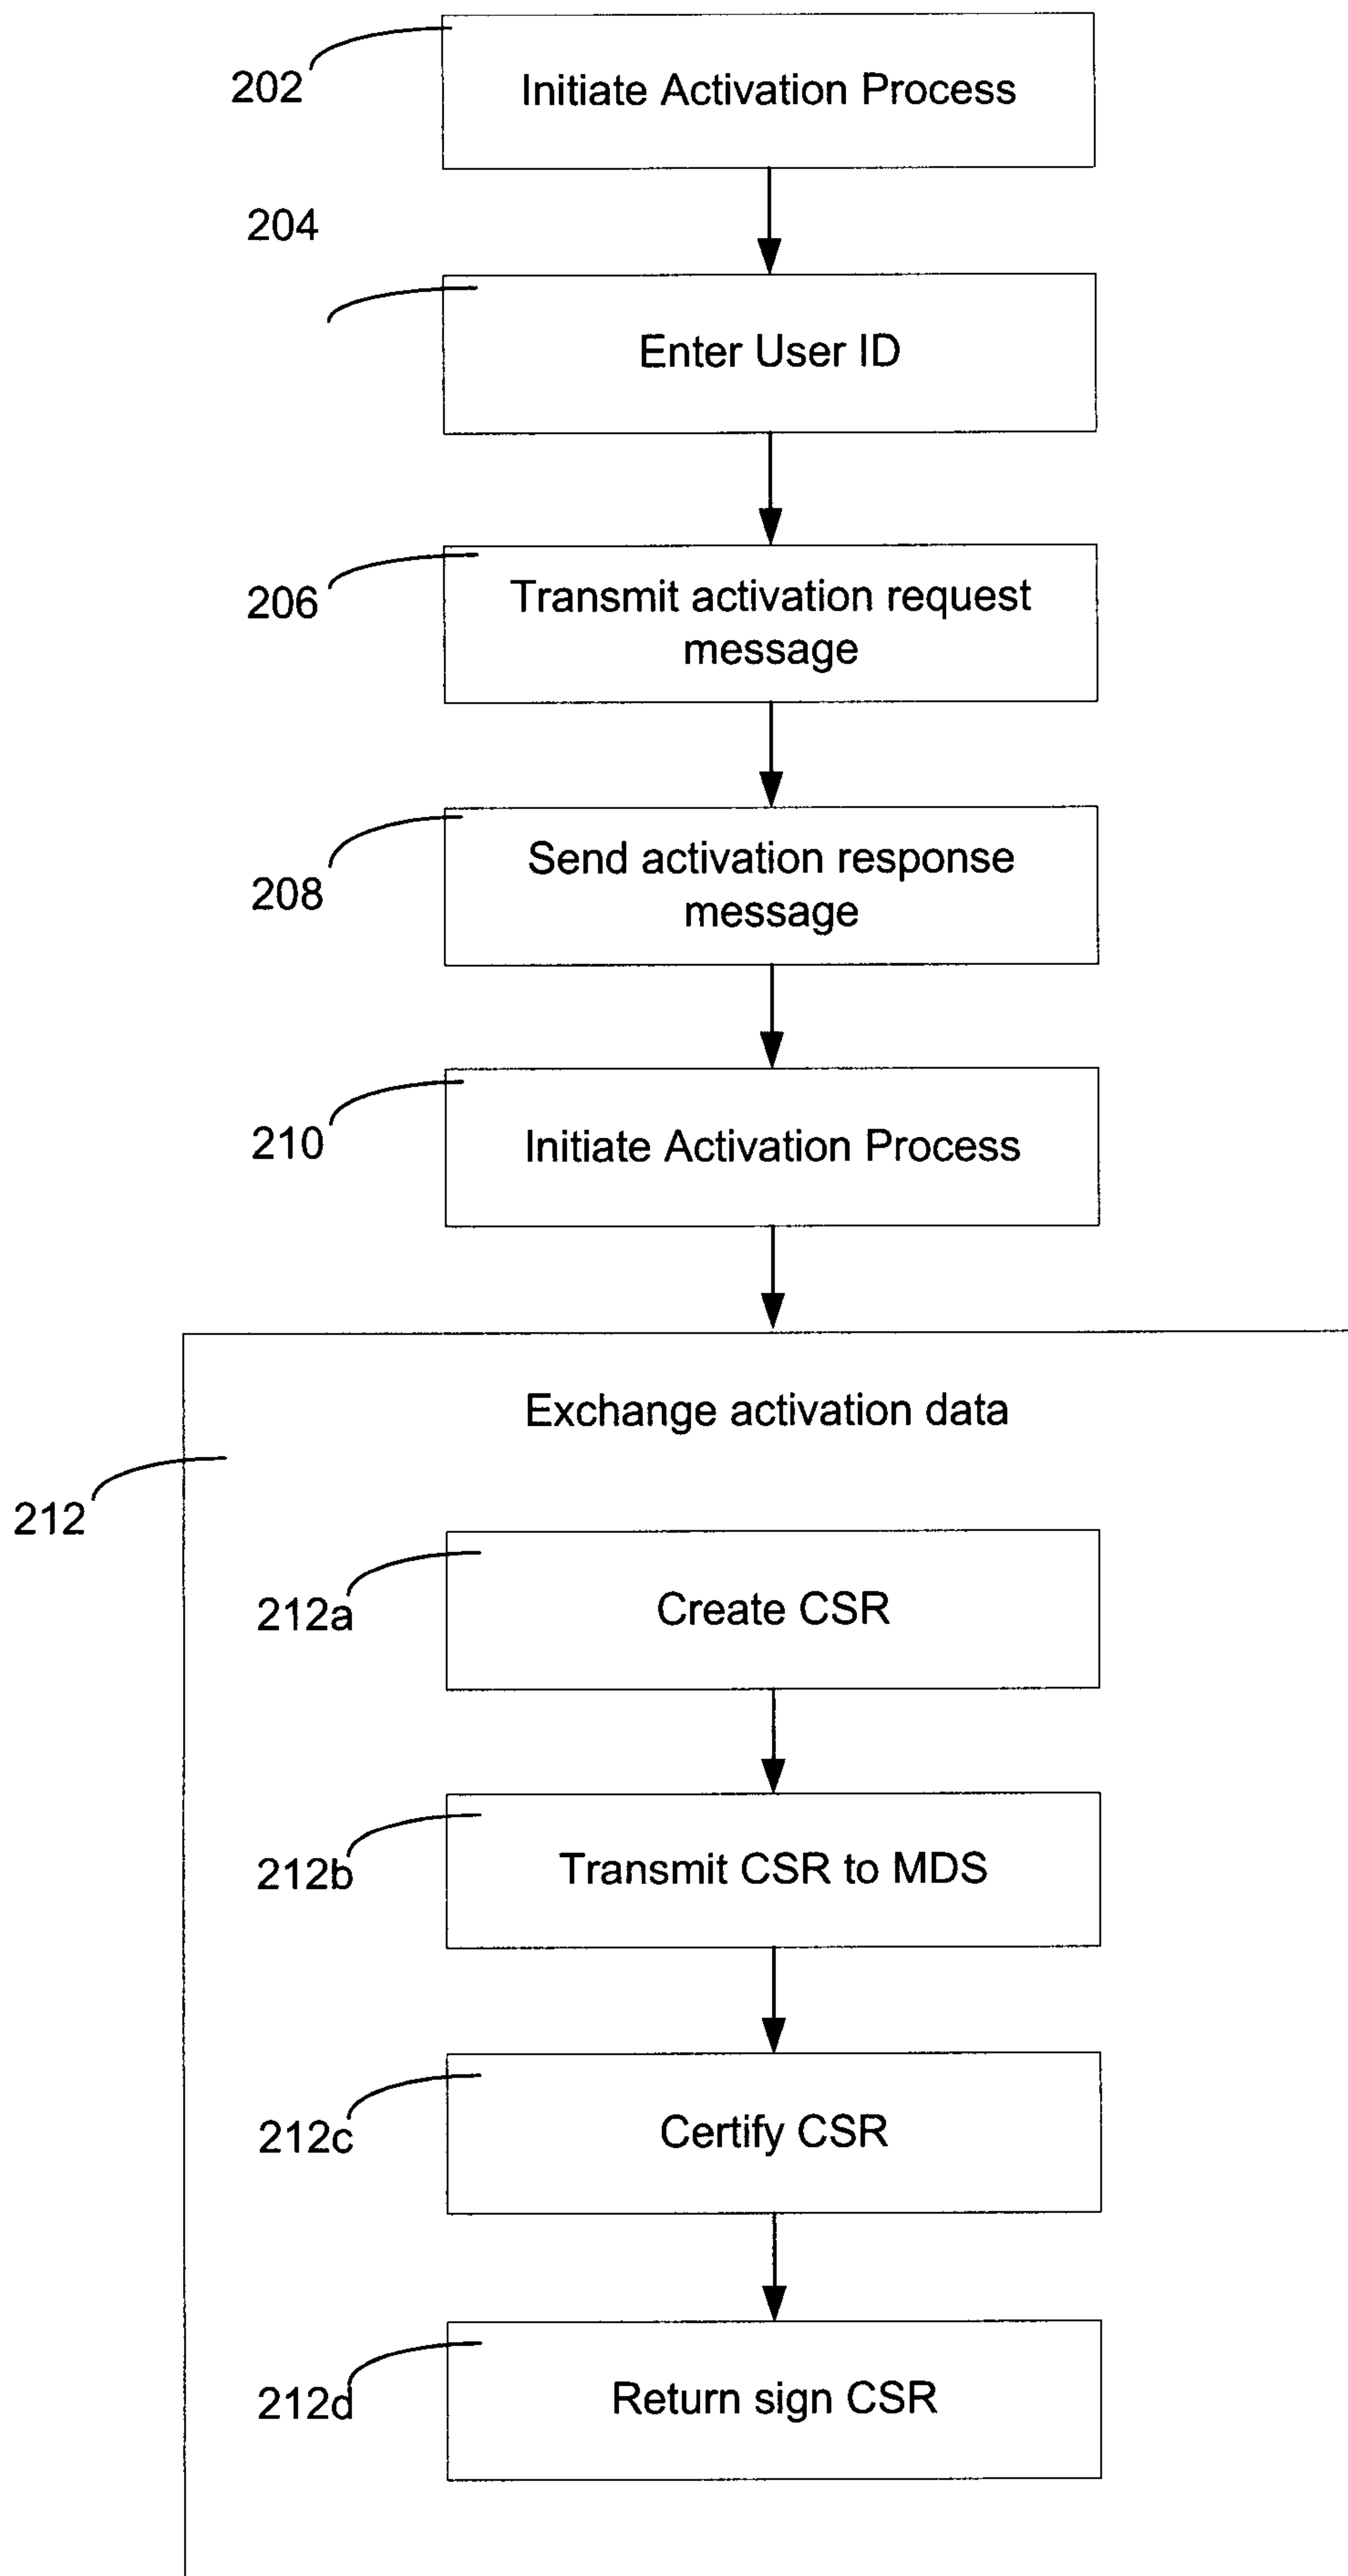 202
Initiate Activation Process
204
Enter User ID
206
Transmit activation request
message
208
Send activation response
message
210
Initiate Activation Process
212
Exchange activation data
212a
Create CSR
212b
Transmit CSR to MDS
212c
Certify CSR
212d
Return sign CSR